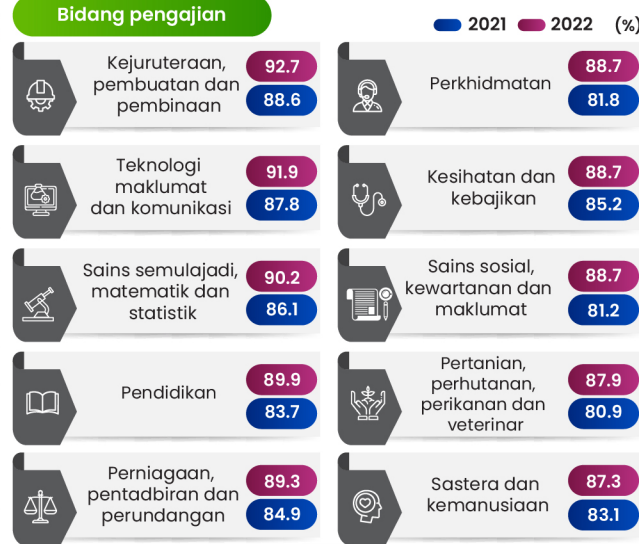 Bidang pengajian
2021 2022 (%)
Kejuruteraan,
pembuatan dan
pembinaan
92.7
88.6
Teknologi
maklumat
dan komunikasi
91.9
87.8
Sains semulajadi,
matematik dan
statistik
90.2
86.1
Pendidikan
89.9
83.7
Perniagaan,
pentadbiran dan
perundangan
89.3
84.9
Perkhidmatan
88.7
81.8
Kesihatan dan
kebajikan
88.7
85.2
Sains sosial,
kewartanan dan
maklumat
88.7
81.2
Pertanian,
perhutanan,
perikanan dan
veterinar
87.9
80.9
Sastera dan
kemanusiaan
87.3
83.1